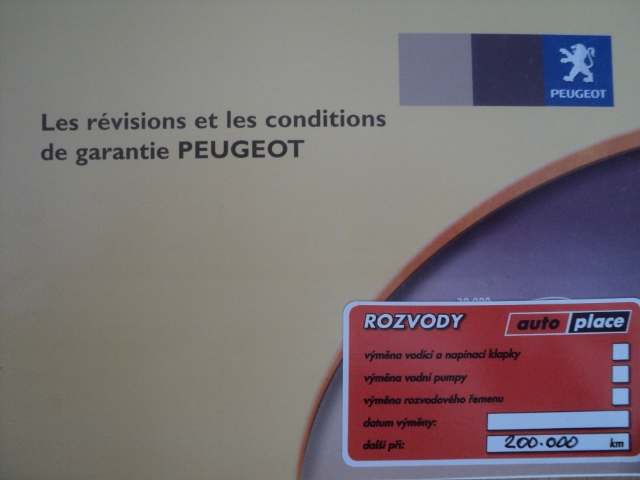 PEUGEOT
Les révisions et les conditions
de garantie PEUGEOT
ROZVODY auto place
výměna vodící a napínací klapky
výměna vodní pumpy
výměna rozvodového řemenu
datum výměny:
další při: 200.000 km